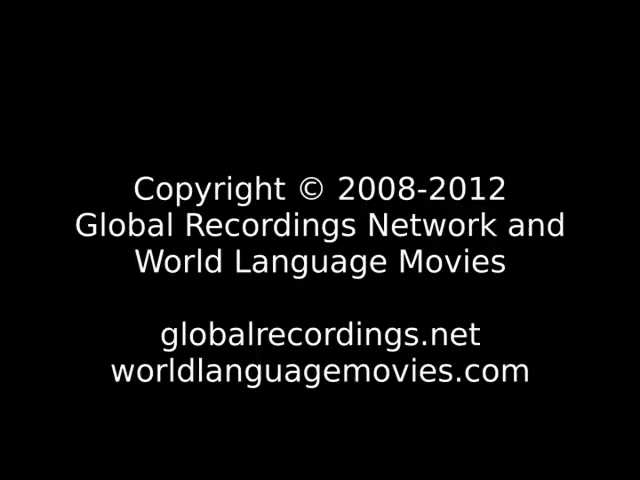 Copyright © 2008-2012
Global Recordings Network and
World Language Movies
globalrecordings.net
worldlanguagemovies.com